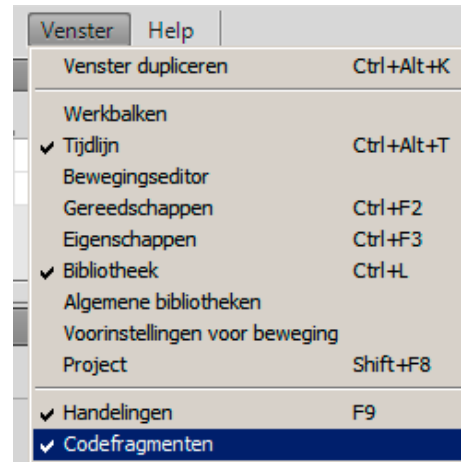 Venster Help
Venster dupliceren Ctrl+Alt+K
Werkbalken
Tijdlijn Ctrl+Alt+T
Bewegingseditor
Gereedschappen Ctrl+F2
Eigenschappen Ctrl+F3
Bibliotheek Ctrl+L
Algemene bibliotheken
Voorinstellingen voor beweging
Project Shift+F8
Handelingen F9
Codefragmenten